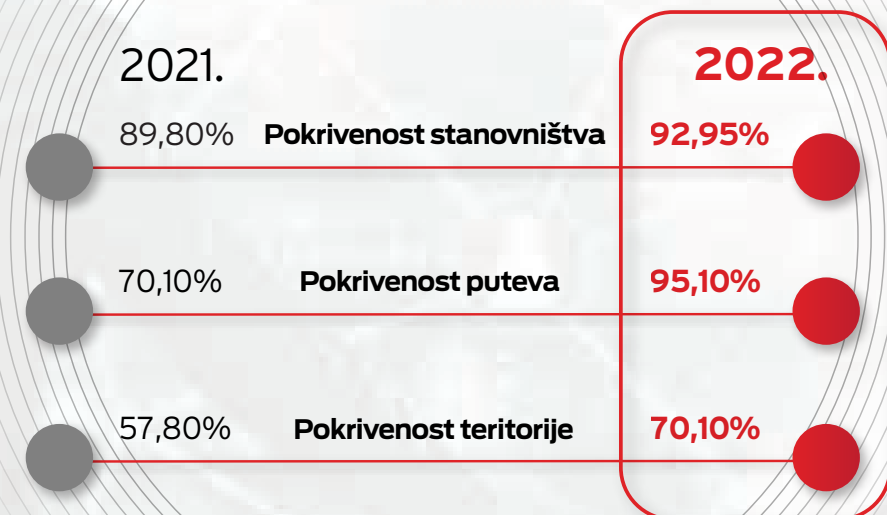 2021. 2022.
89,80% Pokrivenost stanovništva 92,95%
70,10% Pokrivenost puteva 95,10%
57,80% Pokrivenost teritorije 70,10%